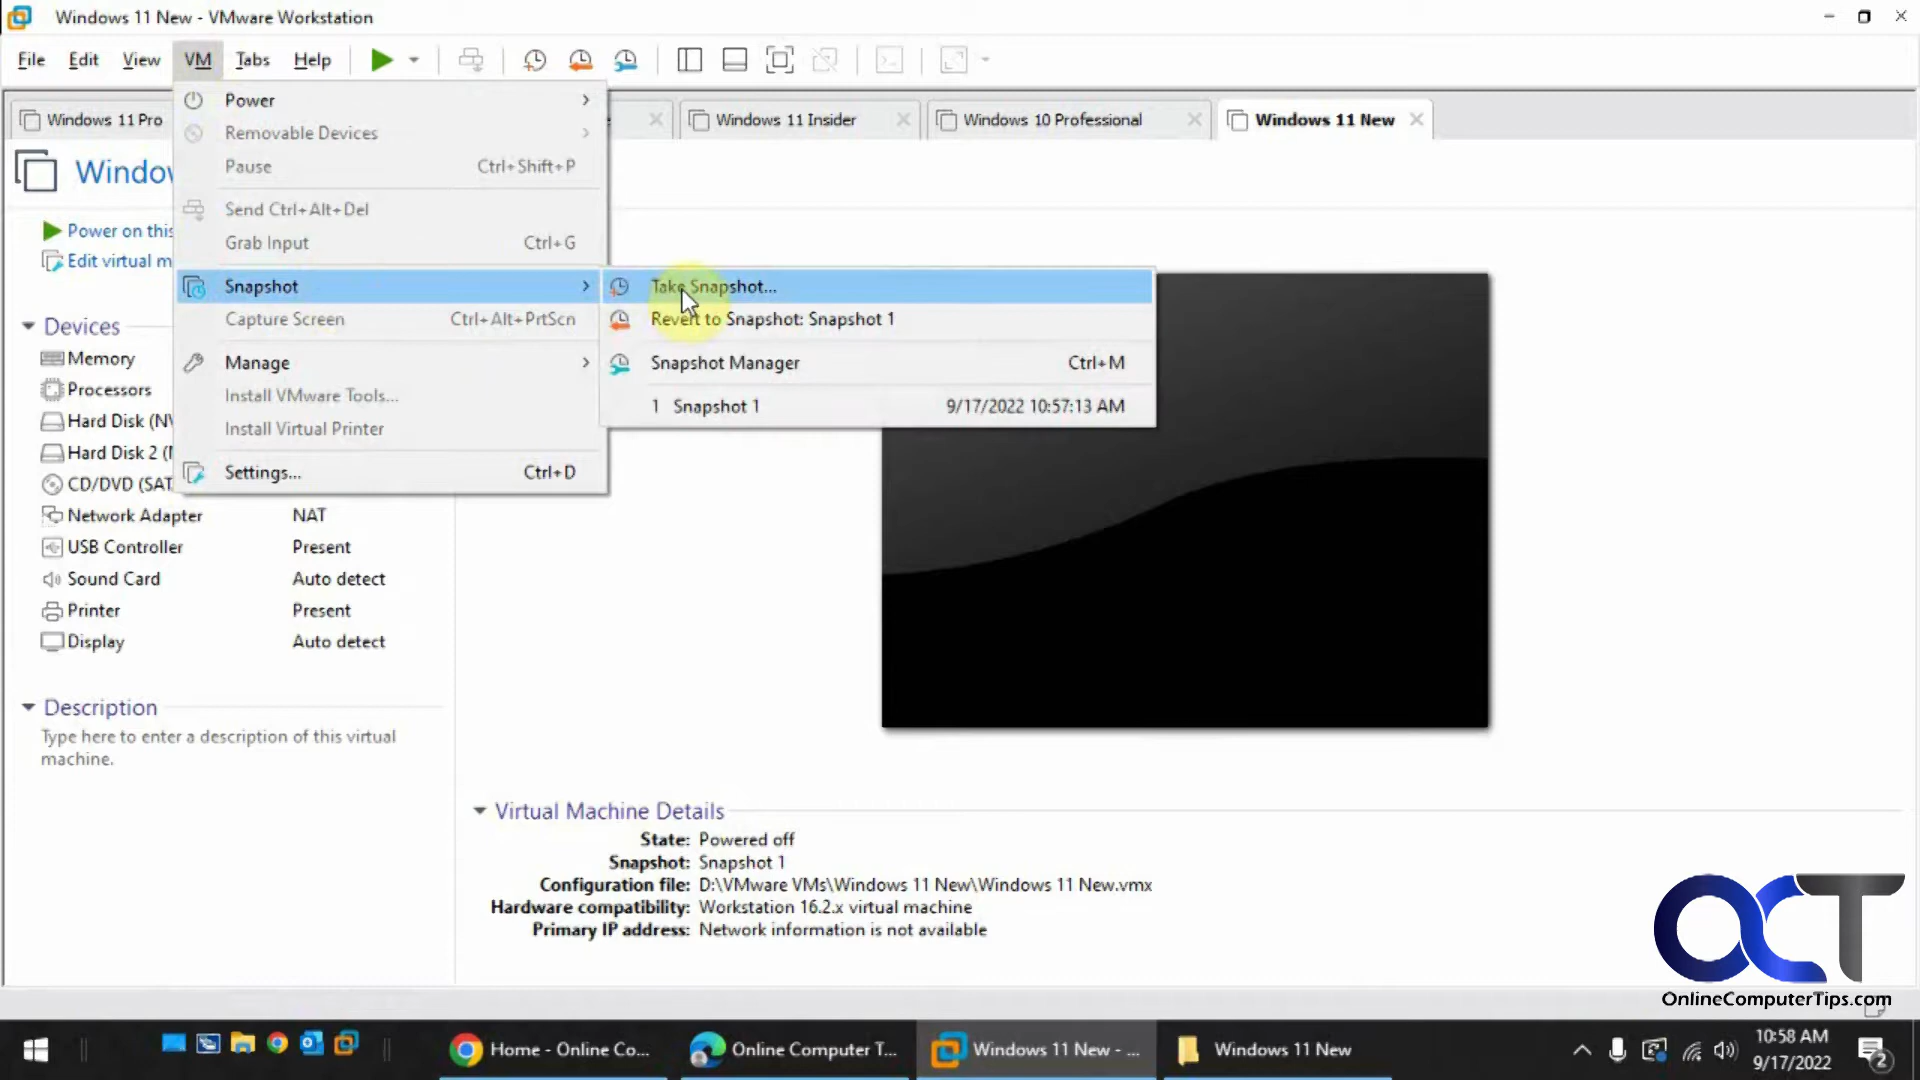 Windows 11 New - VMware Workstation
File Edit View VM Tabs Help
Windows 11 Pro
Windows 11 Insider
Windows 10 Professional
Windows 11 New
Power on this
Edit virtual m
Power
Removable Devices
Pause Ctrl+Shift+P
Send Ctrl+Alt+Del
Grab Input Ctrl+G
Snapshot
Capture Screen Ctrl+Alt+PrtScn
Manage
Install VMware Tools...
Install Virtual Printer
Settings... Ctrl+D
Take Snapshot...
Revert to Snapshot: Snapshot 1
Snapshot Manager Ctrl+M
1 Snapshot 1 9/17/2022 10:57:13 AM
Devices
Memory
Processors
Hard Disk (NV
Hard Disk 2 (
CD/DVD (SAT
Network Adapter NAT
USB Controller Present
Sound Card Auto detect
Printer Present
Display Auto detect
Description
Type here to enter a description of this virtual
machine.
Virtual Machine Details
State: Powered off
Snapshot: Snapshot 1
Configuration file: D:\VMware VMs\Windows 11 New\Windows 11 New.vmx
Hardware compatibility: Workstation 16.2.x virtual machine
Primary IP address: Network information is not available
OCT
OnlineComputerTips.com
Home - Online Co...
Online Computer T...
Windows 11 New - ...
Windows 11 New
10:58 AM
9/17/2022
2